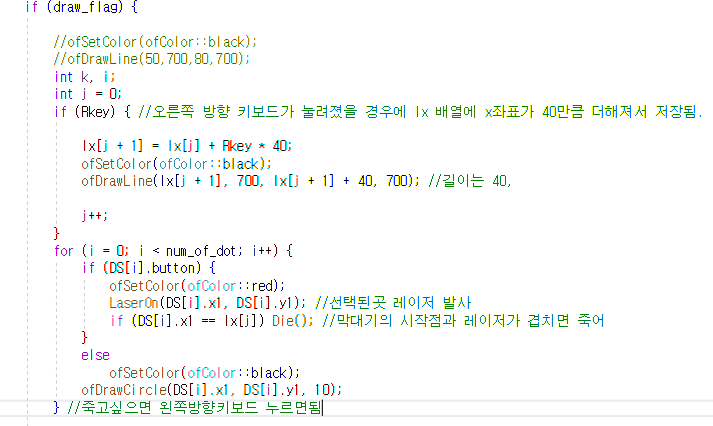 if (draw_flag) {
//ofSetColor(ofColor::black);
//ofDrawLine(50,700,80,700);
int k, i;
int j = 0;
if (Rkey) { //오른쪽 방향 키보드가 눌려졌을 경우에 lx 배열에 x좌표가 40만큼 더해져서 저장됨.
lx[j + 1] = lx[j] + Rkey * 40;
ofSetColor(ofColor::black);
ofDrawLine(lx[j + 1], 700, lx[j + 1] + 40, 700); //길이는 40,
j++;
}
for (i = 0; i < num_of_dot; i++) {
if (DS[i].button) {
ofSetColor(ofColor::red);
LaserOn(DS[i].x1, DS[i].y1); //선택된곳 레이저 발사
if (DS[i].x1 == lx[j]) Die(); //막대기의 시작점과 레이저가 겹치면 죽어
}
else
ofSetColor(ofColor::black);
ofDrawCircle(DS[i].x1, DS[i].y1, 10);
} //죽고싶으면 왼쪽방향키보드 누르면됨